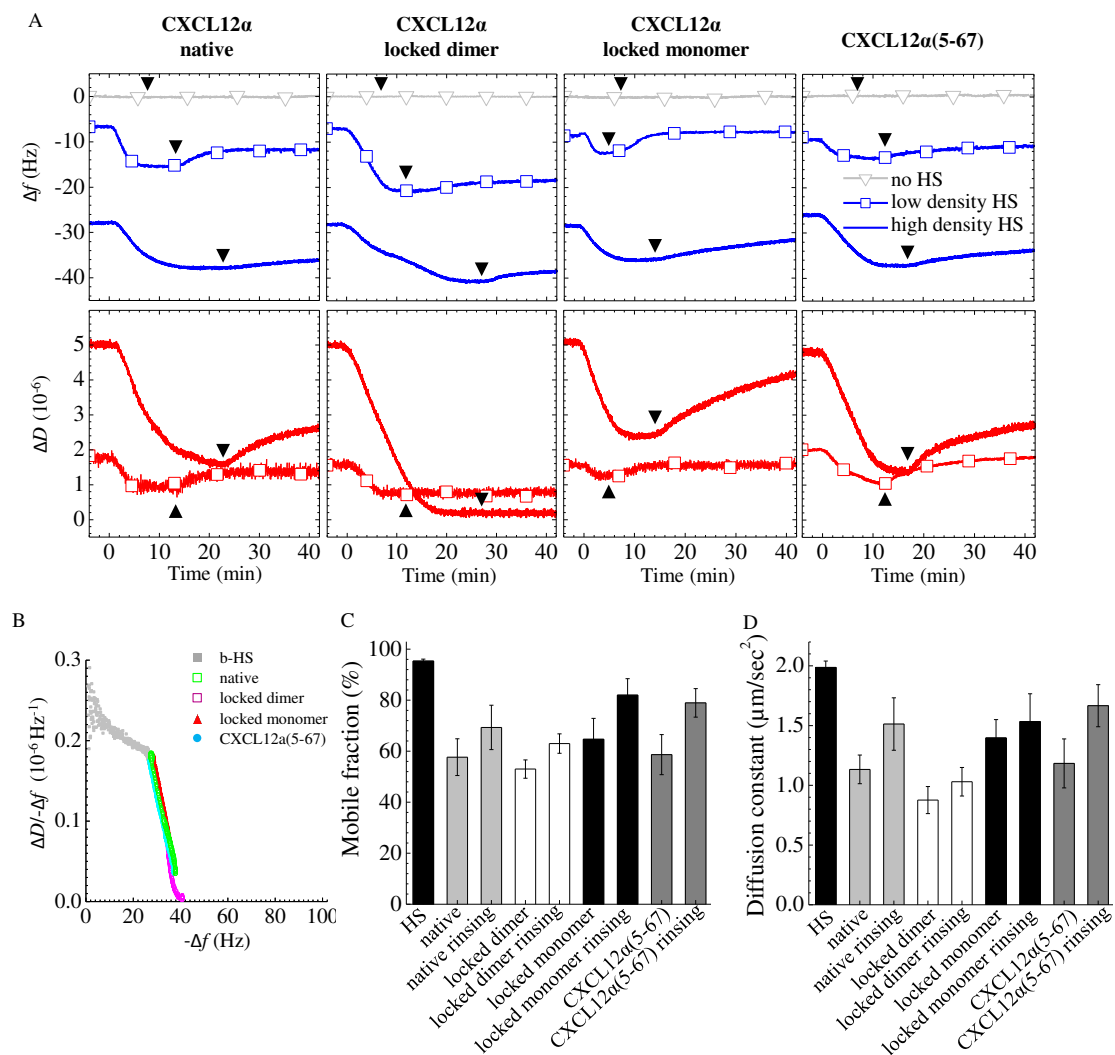 A
CXCL12α
native
CXCL12α
locked dimer
CXCL12α
locked monomer
CXCL12α(5-67)
0
-10
-20
-30
-40
Δf (Hz)
no HS
low density HS
high density HS
5
4
3
2
1
0
ΔD (10⁻⁶)
0 10 20 30 40
0 10 20 30 40
0 10 20 30 40
0 10 20 30 40
Time (min)
Time (min)
Time (min)
Time (min)
B
0.3
0.2
0.1
0.0
ΔD/-Δf (10⁻⁶ Hz⁻¹)
b-HS
native
locked dimer
locked monomer
CXCL12a(5-67)
0 20 40 60 80 100
-Δf (Hz)
C
100
80
60
40
20
0
Mobile fraction (%)
HS
native
native rinsing
locked dimer
locked dimer rinsing
locked monomer
locked monomer rinsing
CXCL12α(5-67)
CXCL12α(5-67) rinsing
D
2.0
1.5
1.0
0.5
0.0
Diffusion constant (μm/sec²)
HS
native
native rinsing
locked dimer
locked dimer rinsing
locked monomer
locked monomer rinsing
CXCL12α(5-67)
CXCL12α(5-67) rinsing